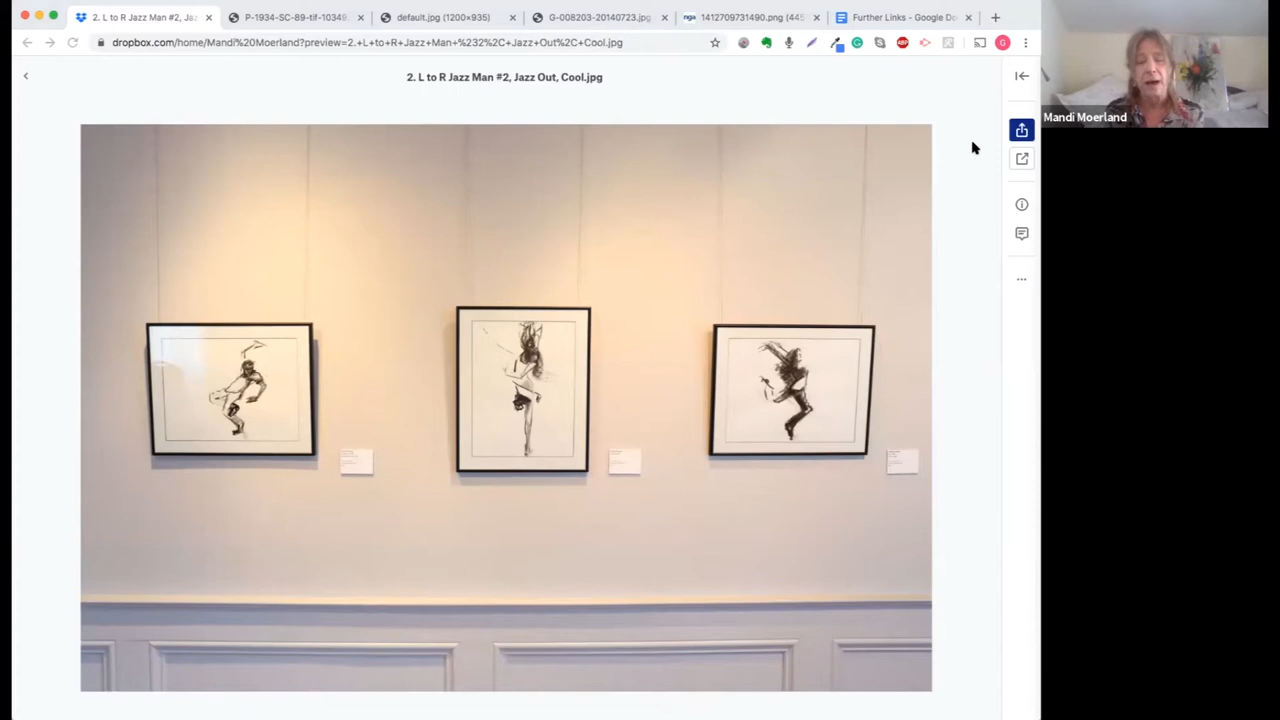 2. L to R Jazz Man #2, Ja
P-1934-SC-89-tif-10349
default.jpg (1200×935)
G-008203-20140723.jpg
nga
1412709731490.png (445
Further Links - Google Do
dropbox.com/home/Mandi%20Moerland?preview=2.+L+to+R+Jazz+Man+%232%2C+Jazz+Out%2C+Cool.jpg
ABP
G
2. L to R Jazz Man #2, Jazz Out, Cool.jpg
Mandi Moerland